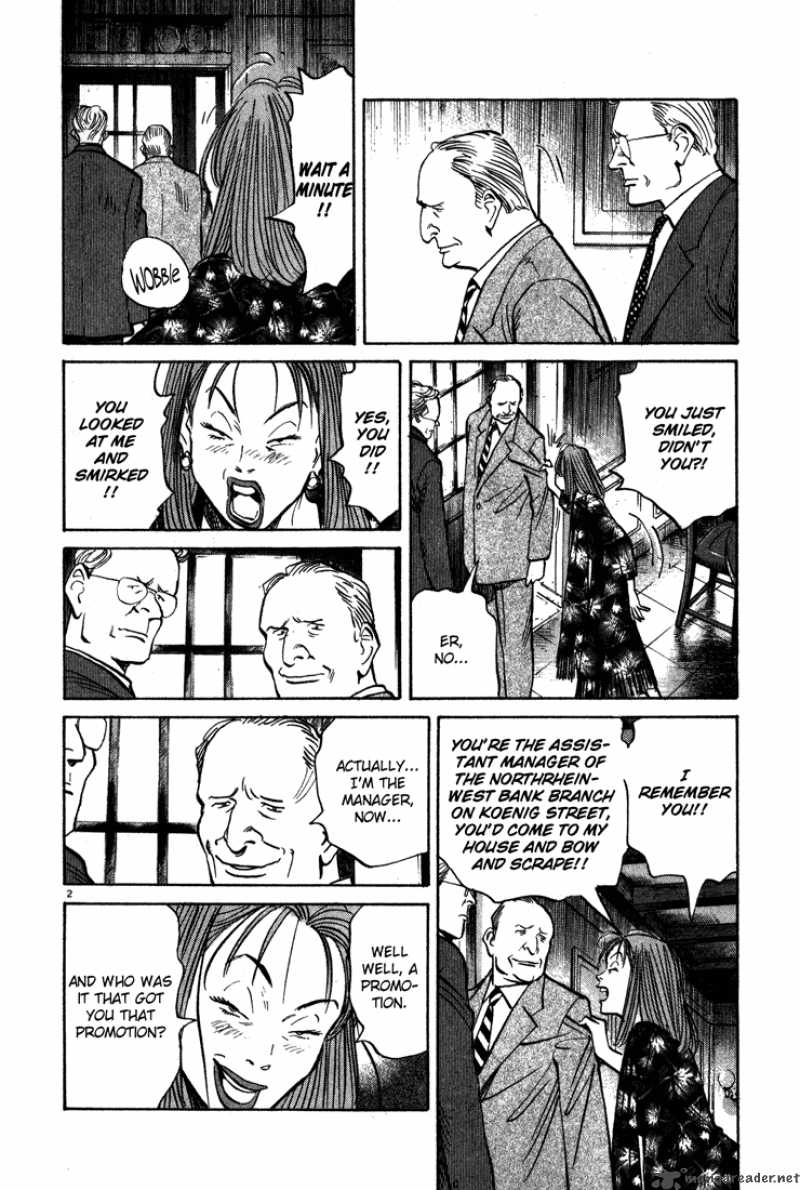 WAIT A
MINUTE
!!
WOBBLE
YOU JUST
SMILED,
DIDN'T
YOU?!
ER,
NO...
YES,
YOU
DID
!!
YOU
LOOKED
AT ME
AND
SMIRKED
!!
I
REMEMBER
YOU!!
YOU'RE THE ASSIS-
TANT MANAGER OF
THE NORTHRHEIN-
WEST BANK BRANCH
ON KOENIG STREET,
YOU'D COME TO MY
HOUSE AND BOW
AND SCRAPE!!
ACTUALLY...
I'M THE
MANAGER,
NOW...
2
WELL
WELL, A
PROMO-
TION.
AND WHO WAS
IT THAT GOT
YOU THAT
PROMOTION?
mangareader.net